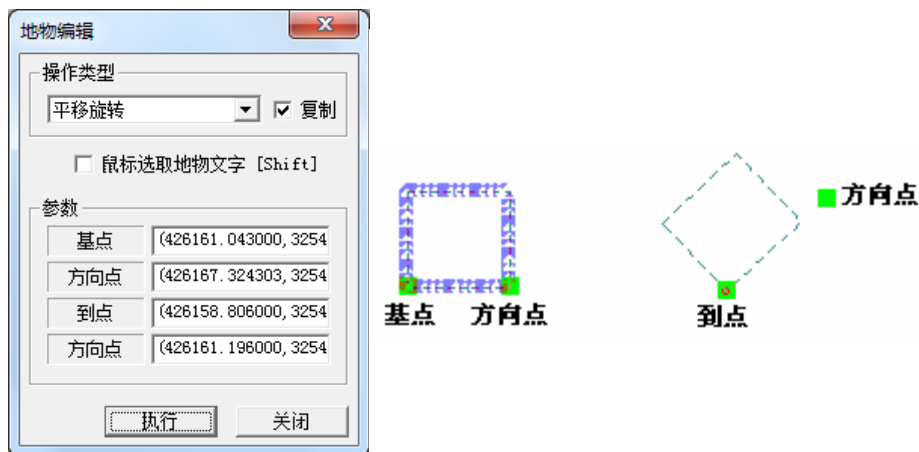 地物编辑
操作类型
平移旋转
复制
鼠标选取地物文字 [Shift]
参数
基点
(426161.043000, 3254
方向点
(426167.324303, 3254
到点
(426158.806000, 3254
方向点
(426161.196000, 3254
执行
关闭
基点
方向点
方向点
到点